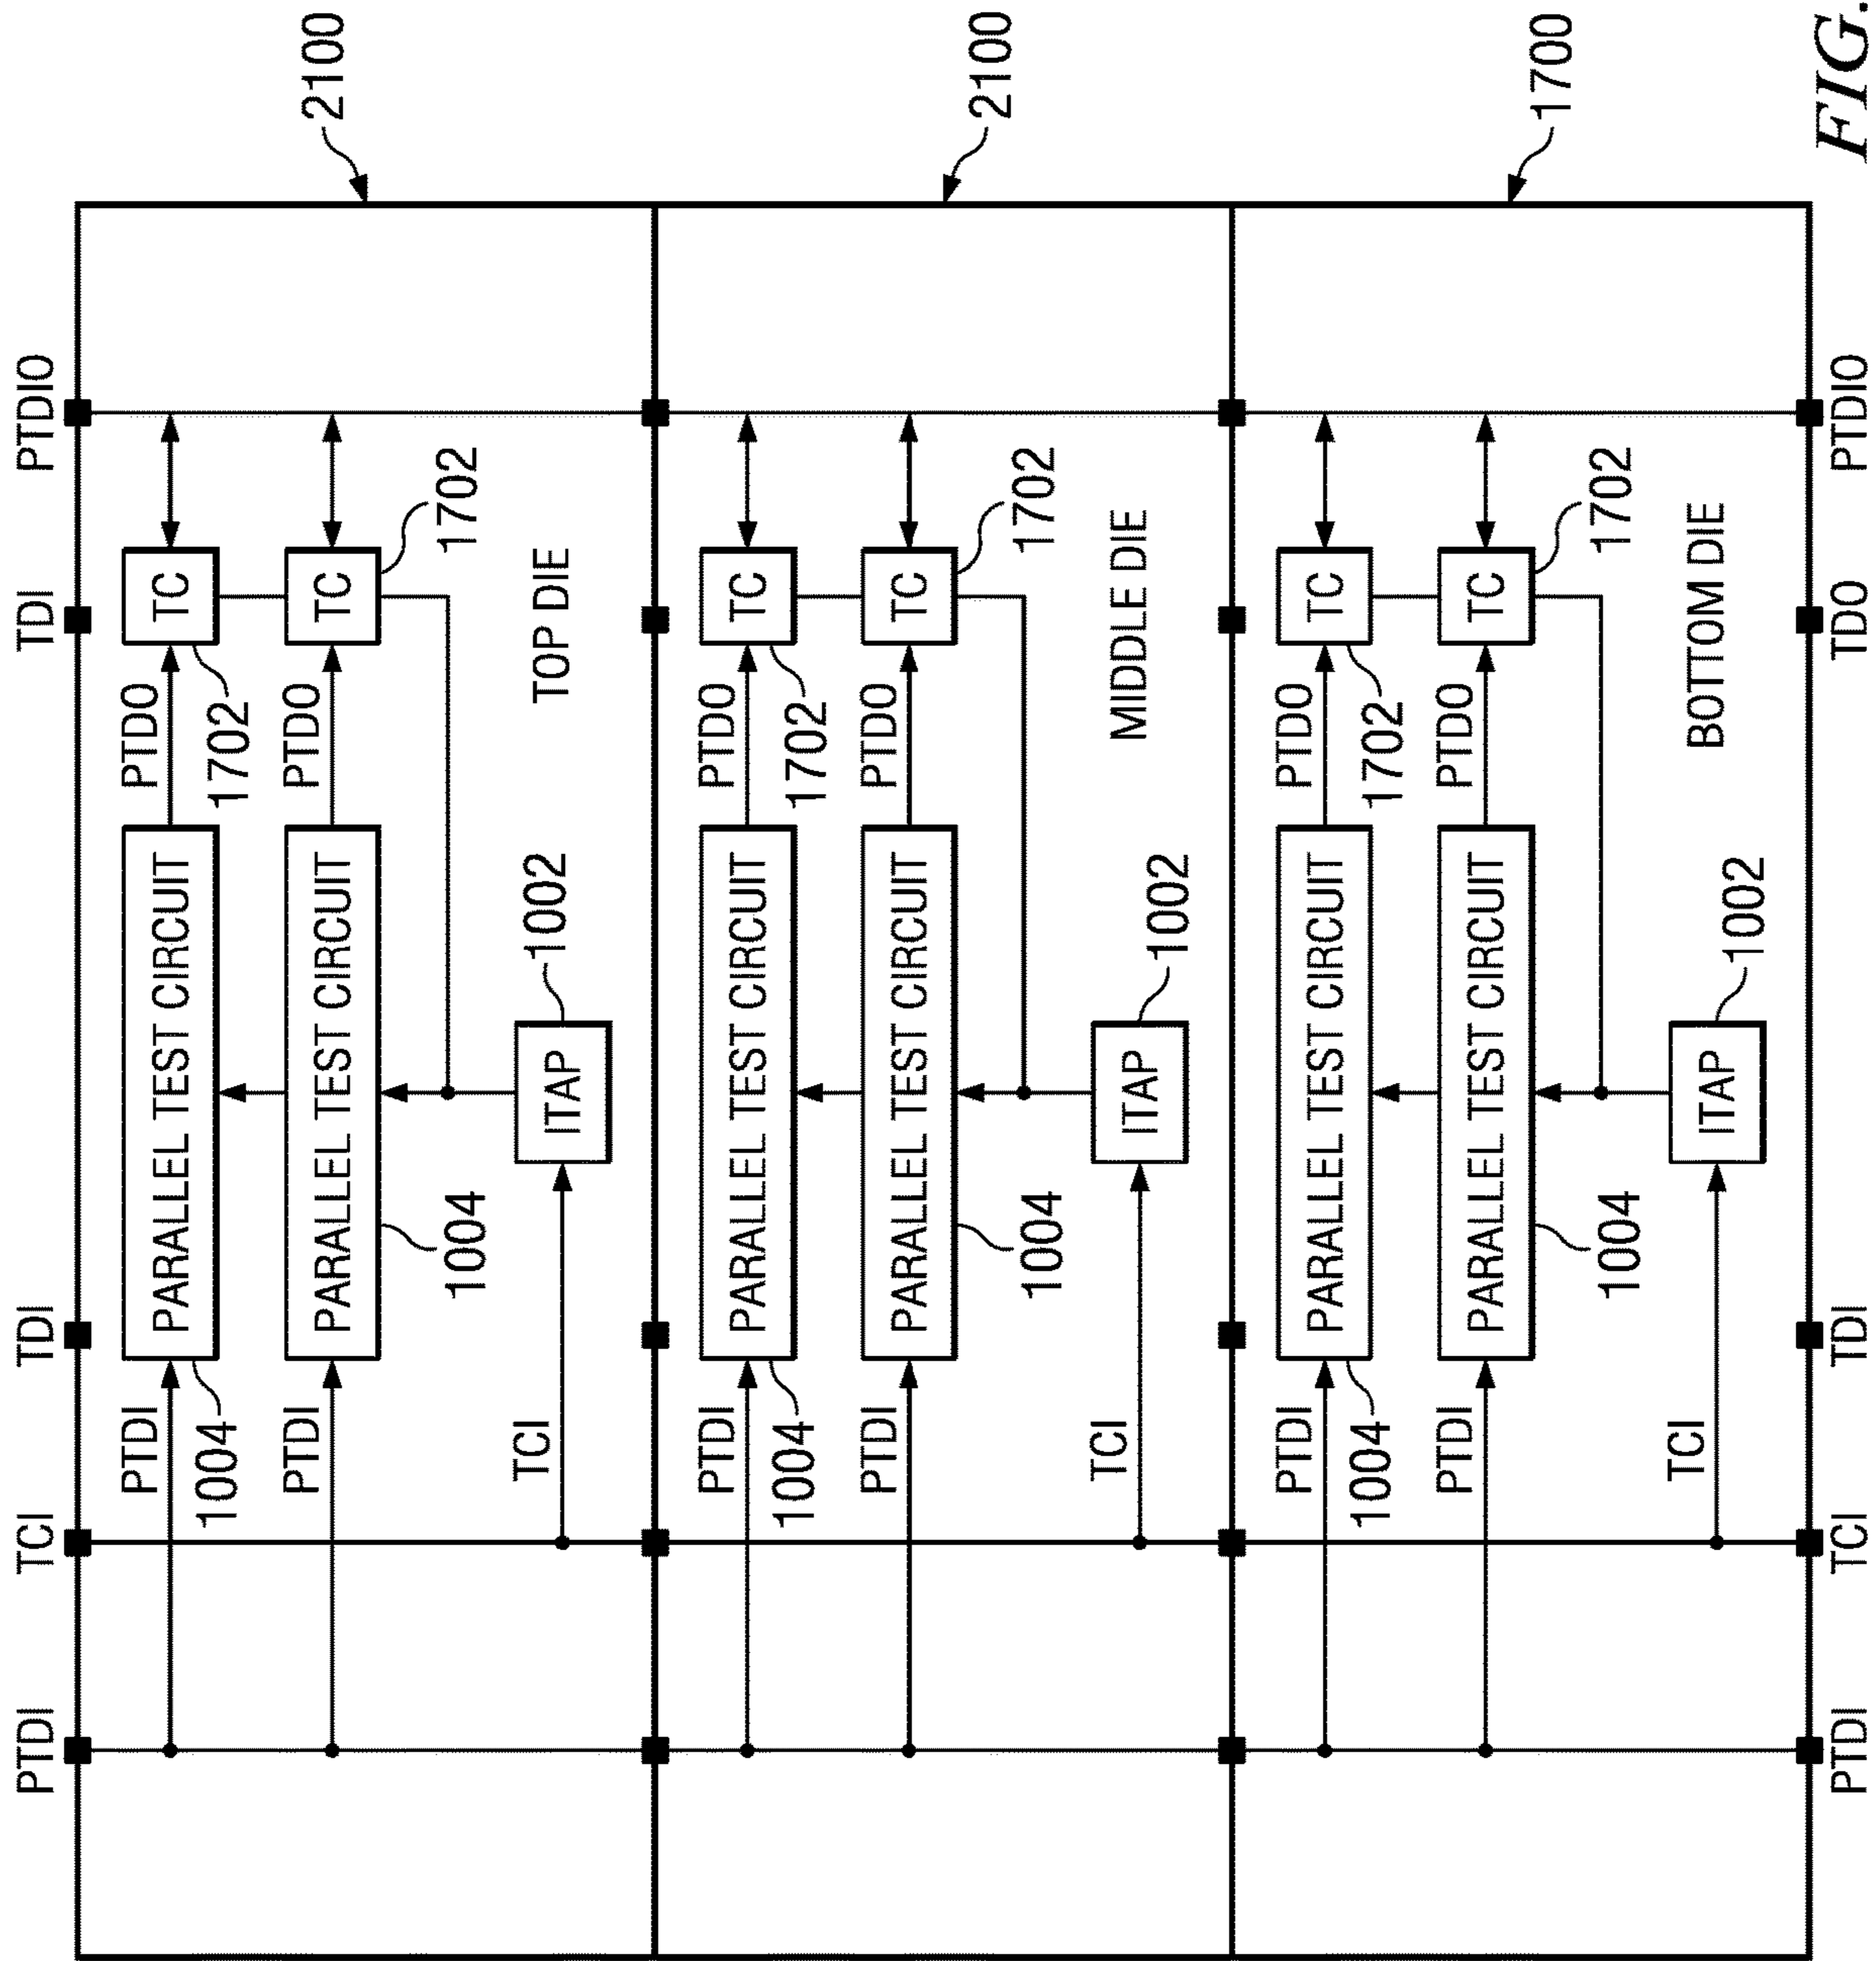 PTDI TCI TDI TDI PTDIO
PTDI PTDO
PARALLEL TEST CIRCUIT TC
1004 1702
PTDI PTDO 2100
PARALLEL TEST CIRCUIT TC
1004 1702
TCI 1002 TOP DIE
ITAP
PTDI PTDO
PARALLEL TEST CIRCUIT TC
1004 1702
PTDI PTDO 2100
PARALLEL TEST CIRCUIT TC
1004 1702
TCI 1002 MIDDLE DIE
ITAP
PTDI PTDO
PARALLEL TEST CIRCUIT TC
1004 1702
PTDI PTDO 1700
PARALLEL TEST CIRCUIT TC
1004 1702
TCI 1002 BOTTOM DIE
ITAP
PTDI TCI TDI TDO PTDIO
FIG.